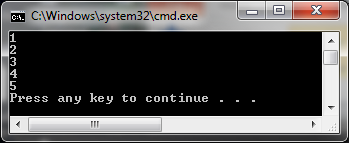 C:\Windows\system32\cmd.exe
1
2
3
4
5
Press any key to continue . . .